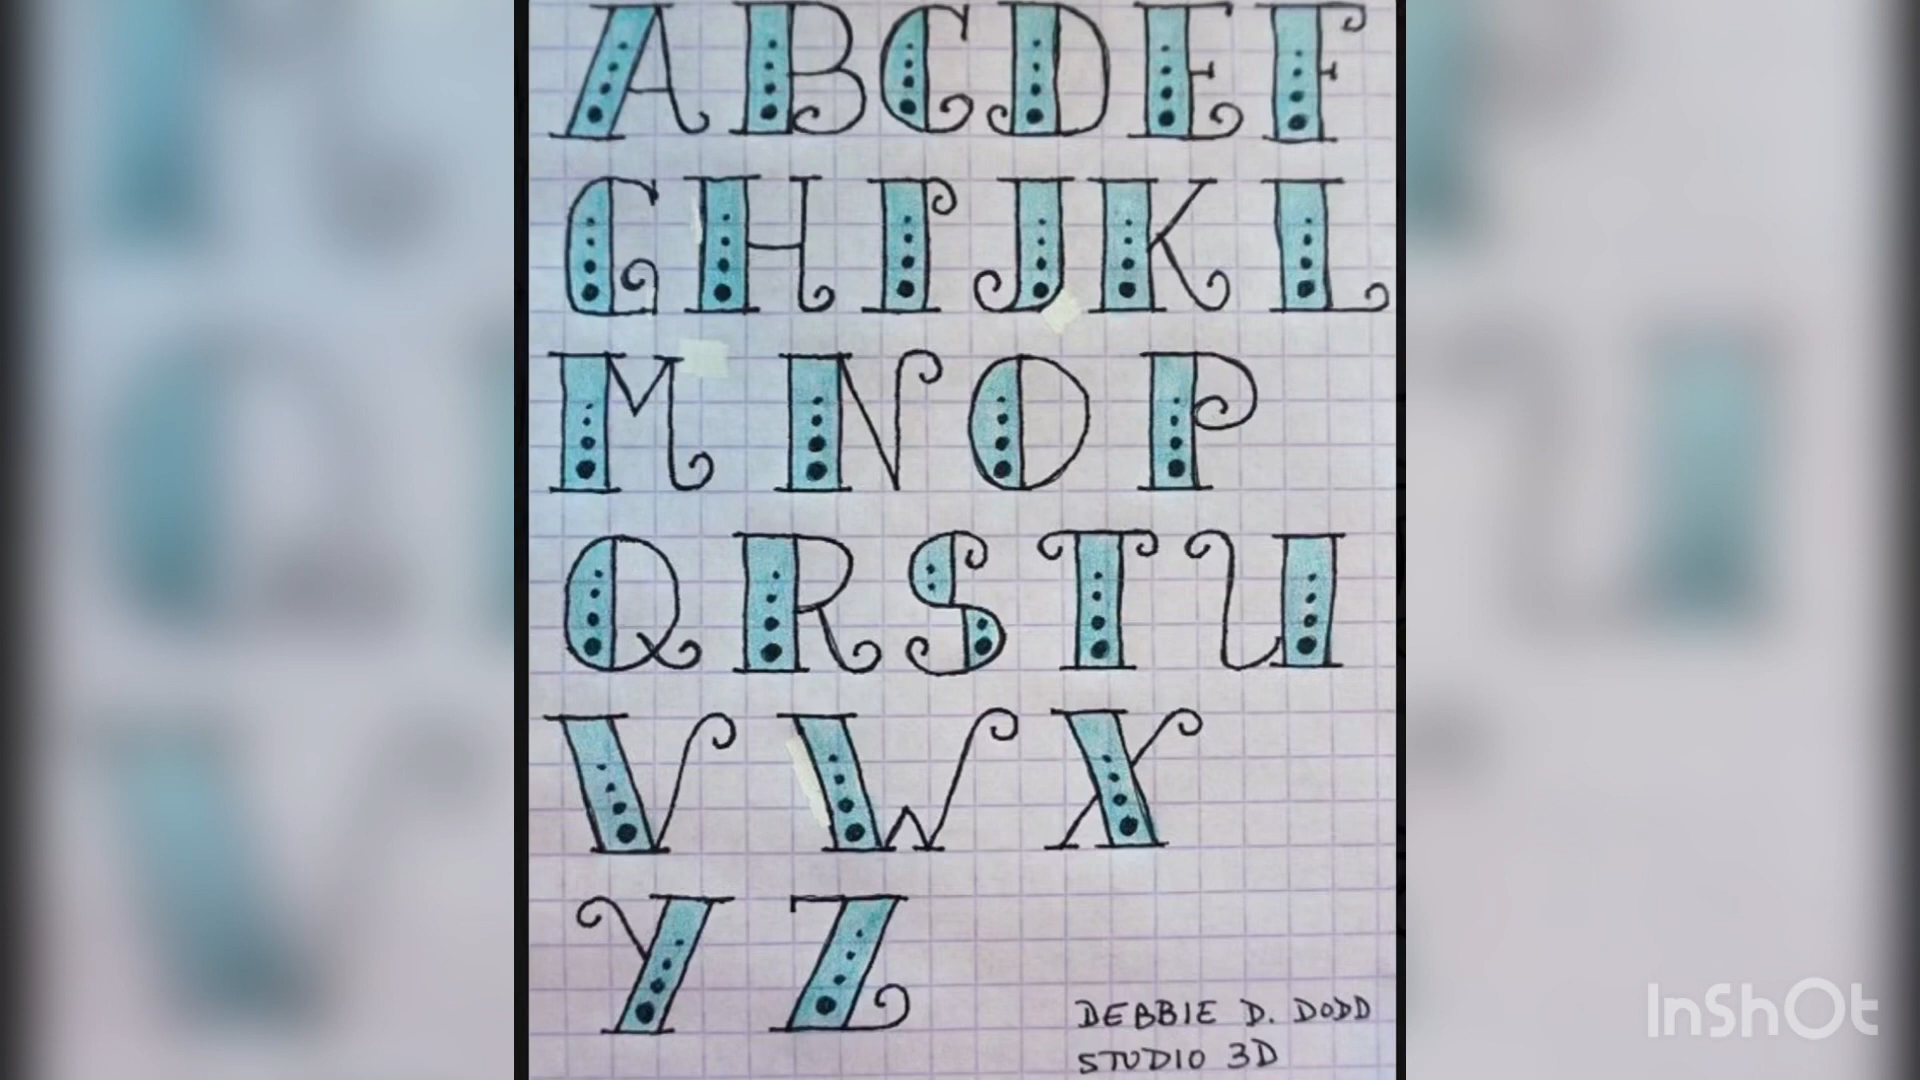 ABCDEF
GHIJKL
MNOP
QRSTU
VWX
YZ
DEBBIE D. DODD
STUDIO 3D
InShOt